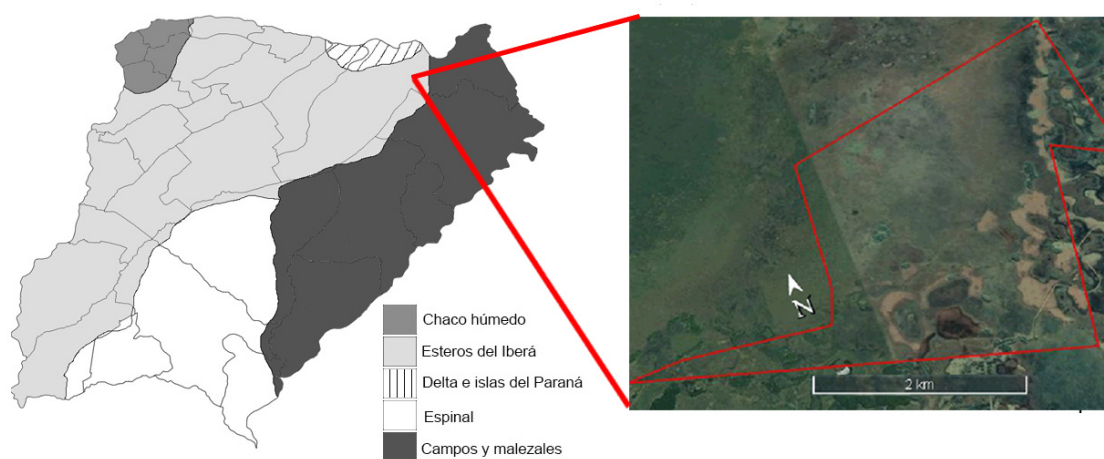 Chaco húmedo
Esteros del Iberá
Delta e islas del Paraná
Espinal
Campos y malezales
N
2 km